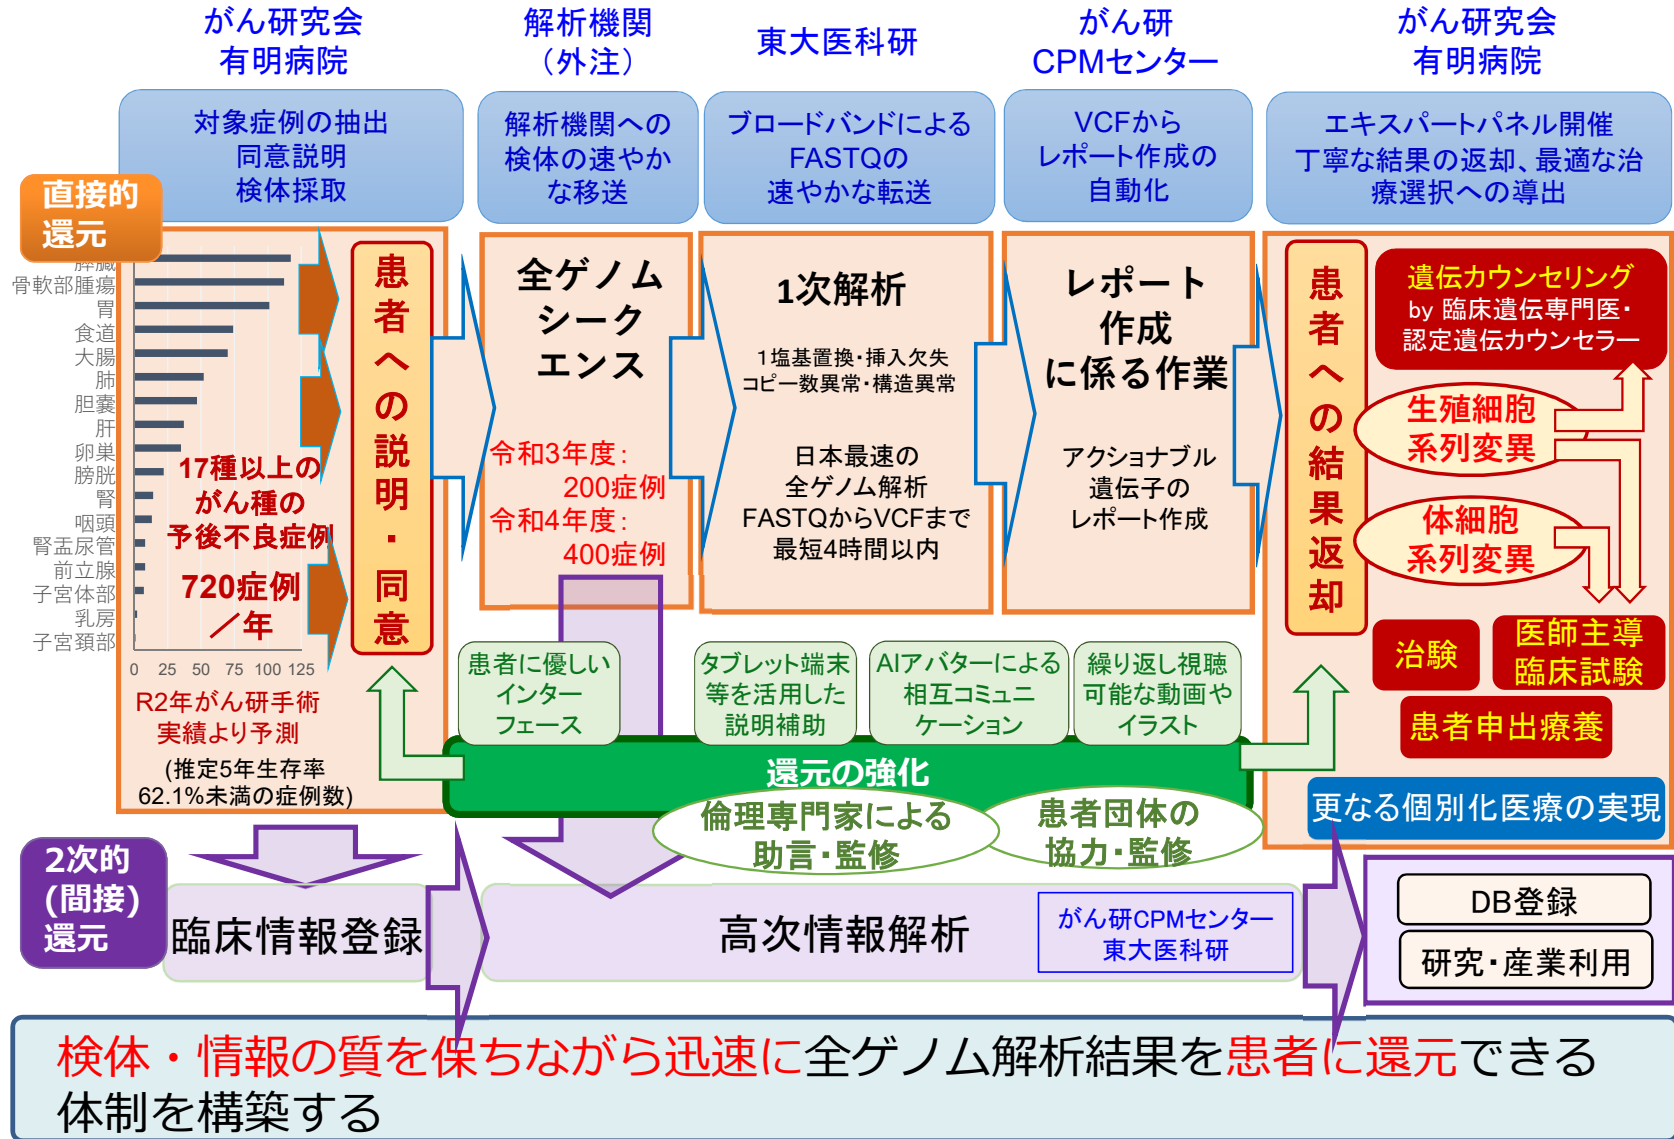 がん研究会
有明病院
解析機関
（外注）
東大医科研
がん研
CPMセンター
がん研究会
有明病院
対象症例の抽出
同意説明
検体採取
解析機関への
検体の速やか
な移送
ブロードバンドによる
FASTQの
速やかな転送
VCFから
レポート作成の
自動化
エキスパートパネル開催
丁寧な結果の返却、最適な治
療選択への導出
直接的
還元
膵臓
骨軟部腫瘍
胃
食道
大腸
肺
胆嚢
肝
卵巣
膀胱
腎
咽頭
腎盂尿管
前立腺
子宮体部
乳房
子宮頚部
0 25 50 75 100 125
17種以上の
がん種の
予後不良症例
720症例
／年
R2年がん研手術
実績より予測
(推定5年生存率
62.1%未満の症例数)
患者への説明・同意
全ゲノム
シーク
エンス
令和3年度：
200症例
令和4年度：
400症例
1次解析
1塩基置換・挿入欠失
コピー数異常・構造異常
日本最速の
全ゲノム解析
FASTQからVCFまで
最短4時間以内
レポート
作成
に係る作業
アクショナブル
遺伝子の
レポート作成
患者への結果返却
遺伝カウンセリング
by 臨床遺伝専門医・
認定遺伝カウンセラー
生殖細胞
系列変異
体細胞
系列変異
治験
医師主導
臨床試験
患者申出療養
更なる個別化医療の実現
患者に優しい
インター
フェース
タブレット端末
等を活用した
説明補助
AIアバターによる
相互コミュニ
ケーション
繰り返し視聴
可能な動画や
イラスト
還元の強化
倫理専門家による
助言・監修
患者団体の
協力・監修
2次的
(間接)
還元
臨床情報登録
高次情報解析
がん研CPMセンター
東大医科研
DB登録
研究・産業利用
検体・情報の質を保ちながら迅速に全ゲノム解析結果を患者に還元できる
体制を構築する